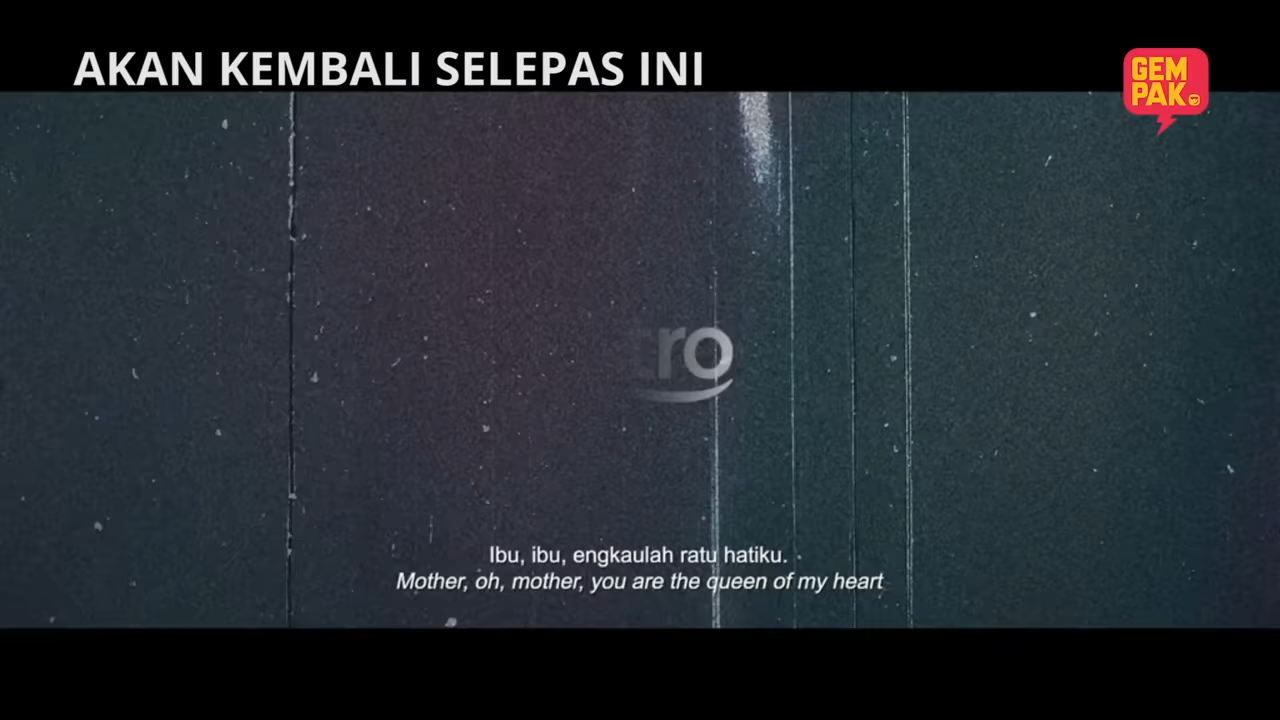 AKAN KEMBALI SELEPAS INI
GEM
PAK
tro
Ibu, ibu, engkaulah ratu hatiku.
Mother, oh, mother, you are the queen of my heart